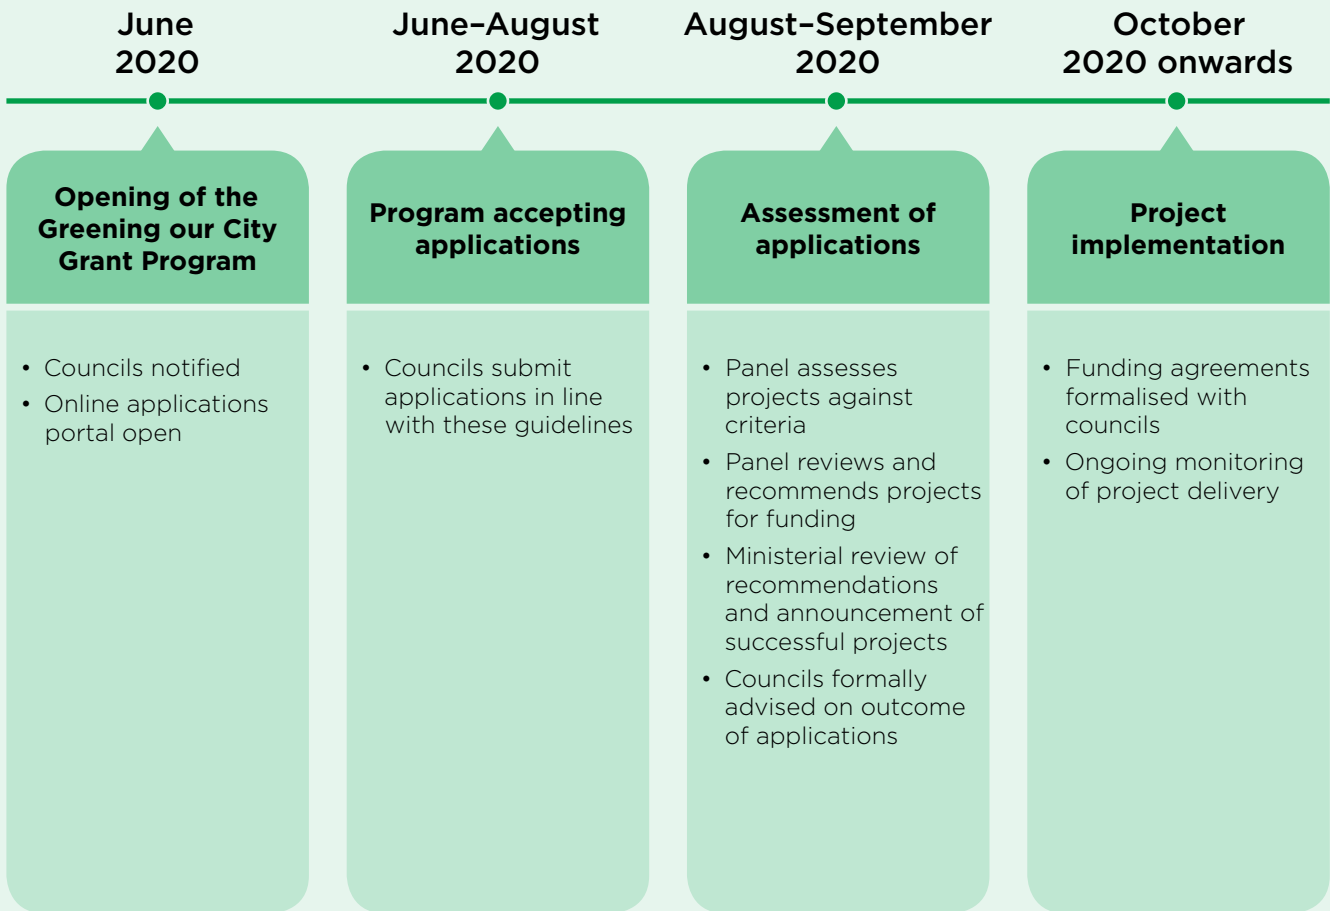 June
2020
June–August
2020
August–September
2020
October
2020 onwards
Opening of the
Greening our City
Grant Program
• Councils notified
• Online applications
portal open
Program accepting
applications
• Councils submit
applications in line
with these guidelines
Assessment of
applications
• Panel assesses
projects against
criteria
• Panel reviews and
recommends projects
for funding
• Ministerial review of
recommendations
and announcement of
successful projects
• Councils formally
advised on outcome
of applications
Project
implementation
• Funding agreements
formalised with
councils
• Ongoing monitoring
of project delivery